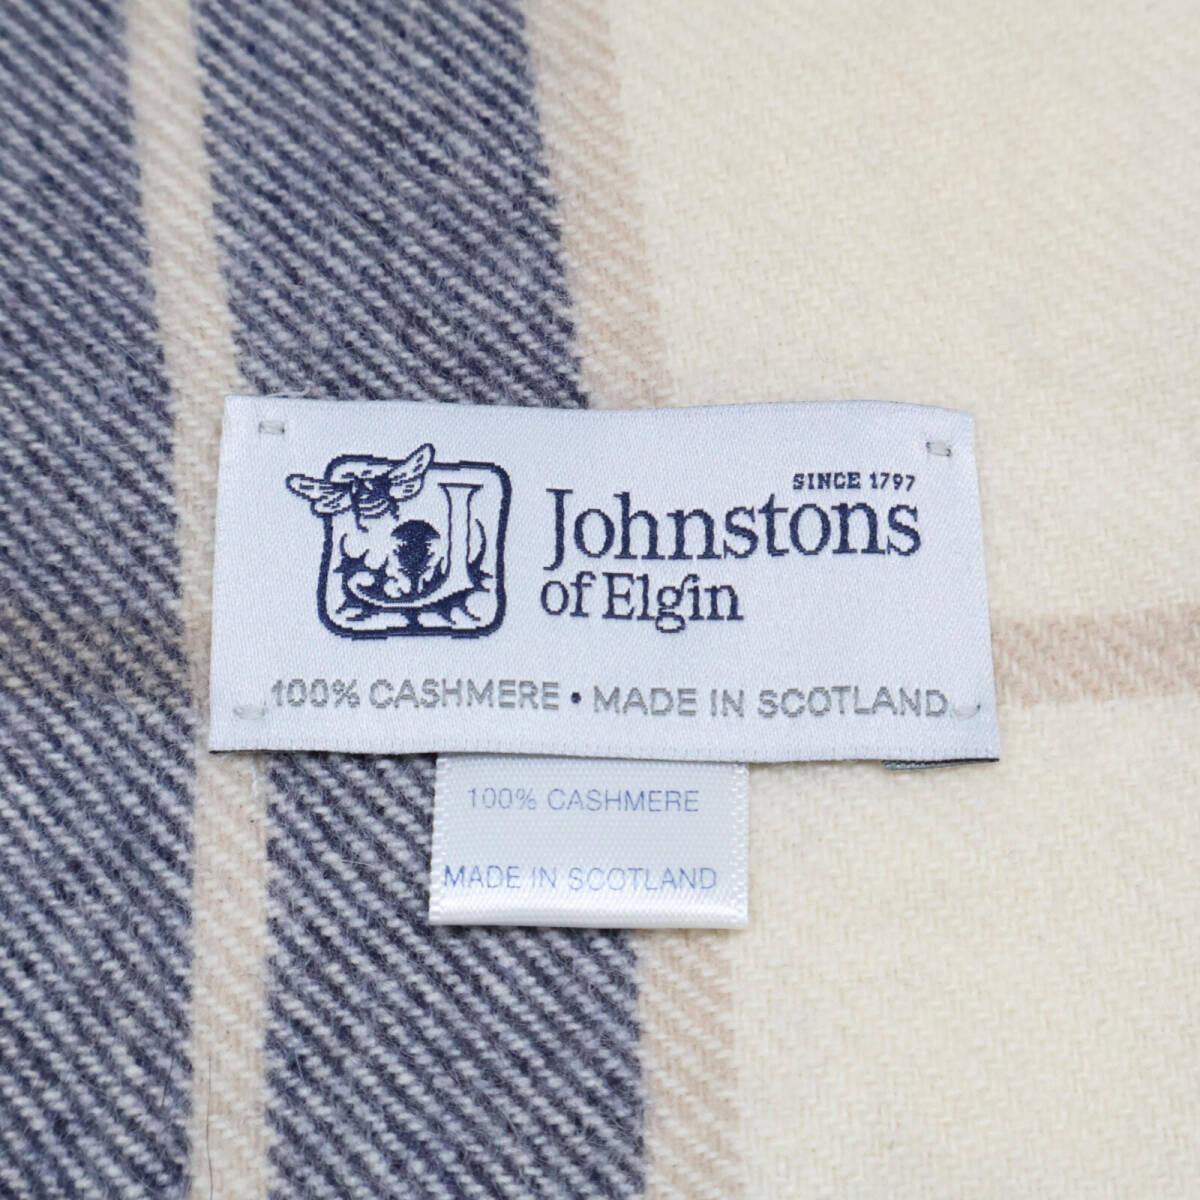 SINCE 1797
Johnstons
of Elgin
100% CASHMERE • MADE IN SCOTLAND
100% CASHMERE
MADE IN SCOTLAND